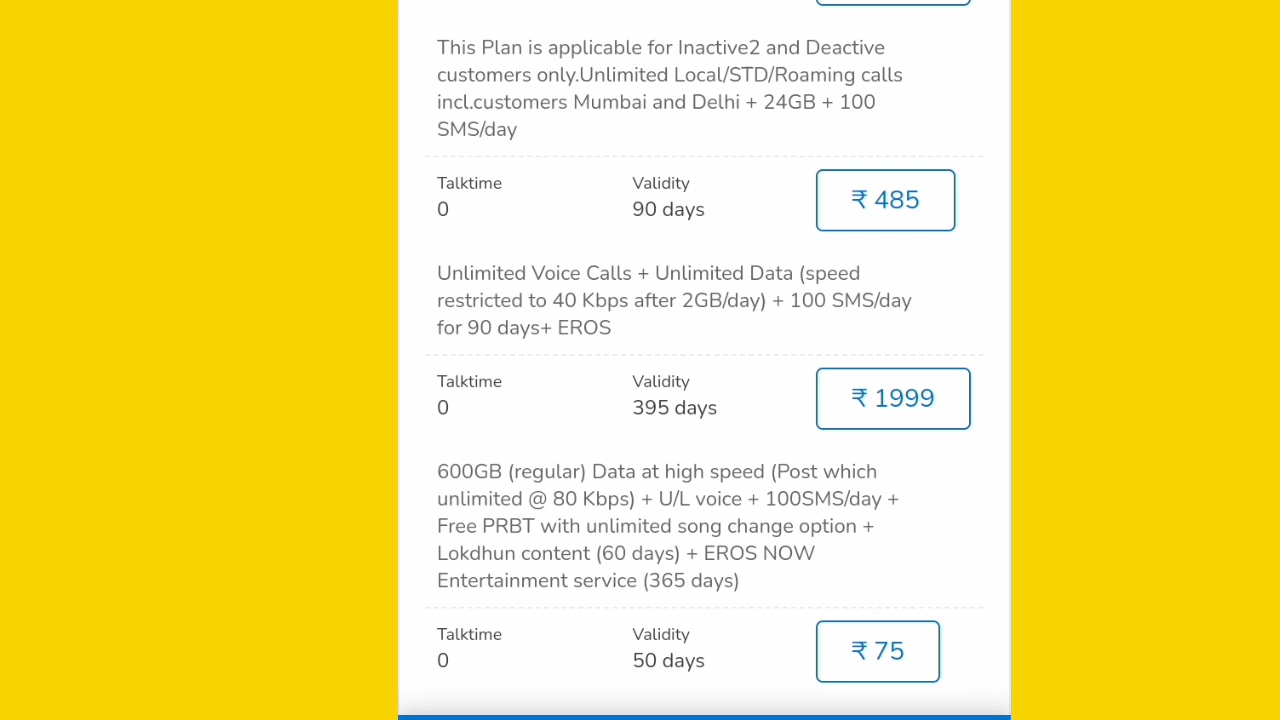 This Plan is applicable for Inactive2 and Deactive
customers only.Unlimited Local/STD/Roaming calls
incl.customers Mumbai and Delhi + 24GB + 100
SMS/day
Talktime Validity ₹ 485
0 90 days
Unlimited Voice Calls + Unlimited Data (speed
restricted to 40 Kbps after 2GB/day) + 100 SMS/day
for 90 days+ EROS
Talktime Validity ₹ 1999
0 395 days
600GB (regular) Data at high speed (Post which
unlimited @ 80 Kbps) + U/L voice + 100SMS/day +
Free PRBT with unlimited song change option +
Lokdhun content (60 days) + EROS NOW
Entertainment service (365 days)
Talktime Validity ₹ 75
0 50 days